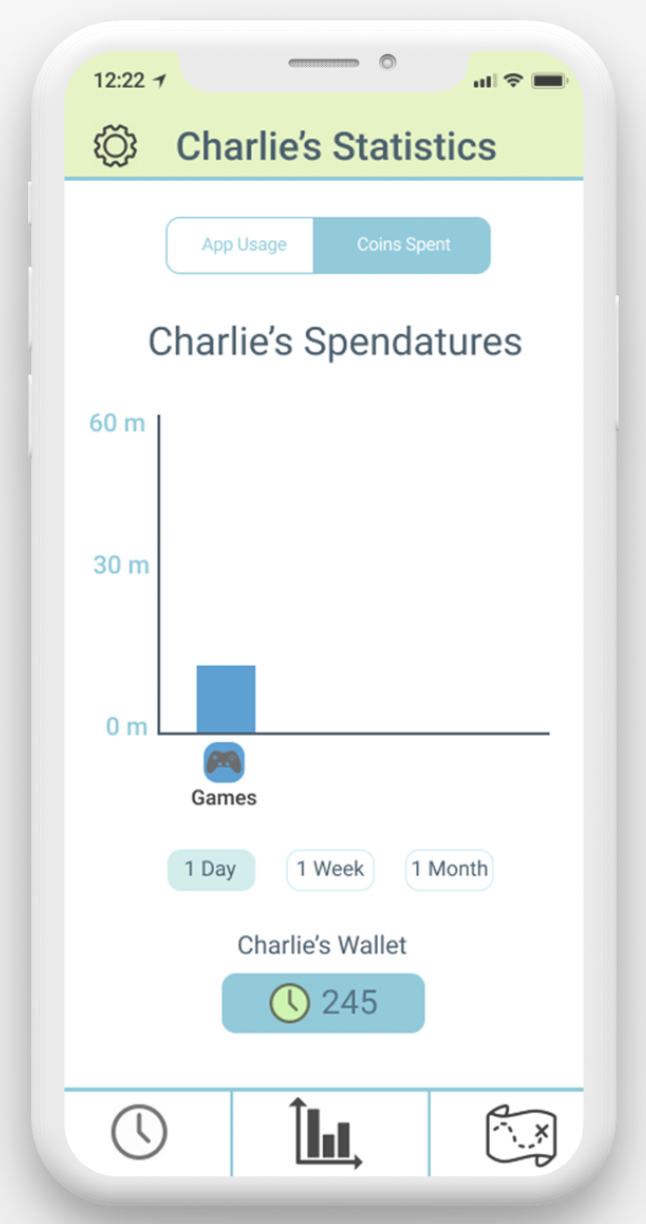 12:22
Charlie's Statistics
App Usage Coins Spent
Charlie's Spendatures
60 m
30 m
0 m
Games
1 Day 1 Week 1 Month
Charlie's Wallet
245